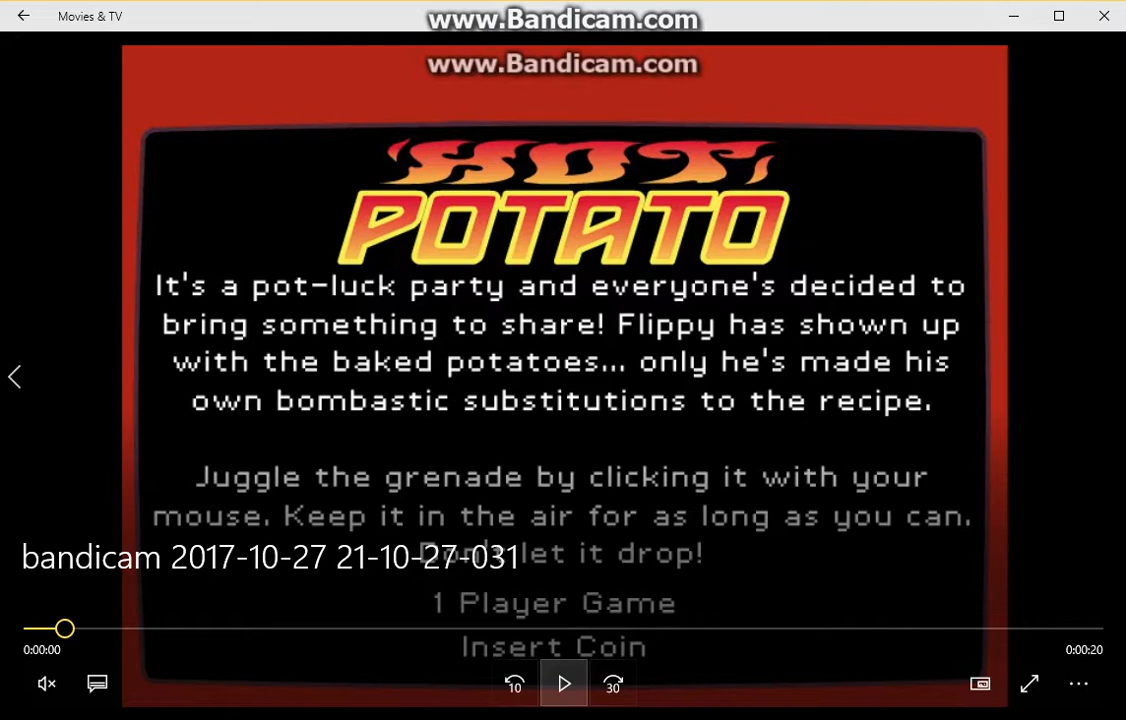 Movies & TV
www.Bandicam.com
www.Bandicam.com
HOT
POTATO
It's a pot-luck party and everyone's decided to
bring something to share! Flippy has shown up
with the baked potatoes... only he's made his
own bombastic substitutions to the recipe.
Juggle the grenade by clicking it with your
mouse. Keep it in the air for as long as you can.
Don't let it drop!
bandicam 2017-10-27 21-10-27-031
1 Player Game
Insert Coin
0:00:00
0:00:20
10
30